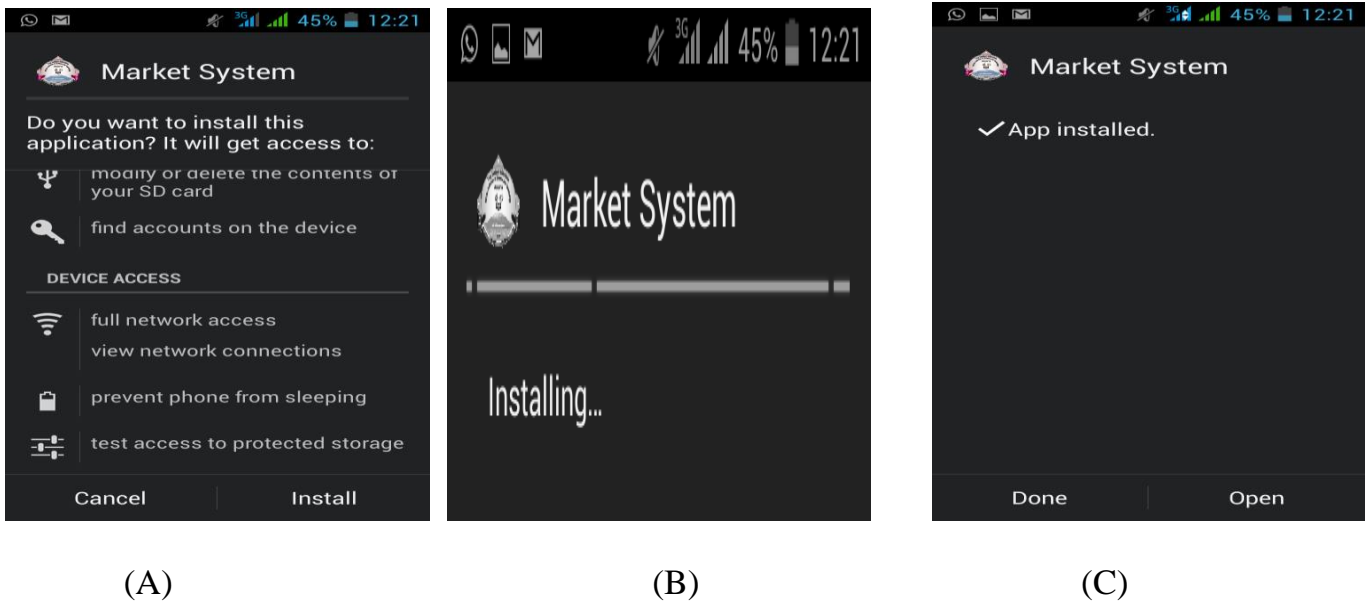 3G 45% 12:21
Market System
Do you want to install this
application? It will get access to:
modify or delete the contents of
your SD card
find accounts on the device
DEVICE ACCESS
full network access
view network connections
prevent phone from sleeping
test access to protected storage
Cancel Install
(A)
3G 45% 12:21
Market System
Installing...
(B)
3G 45% 12:21
Market System
App installed.
Done Open
(C)